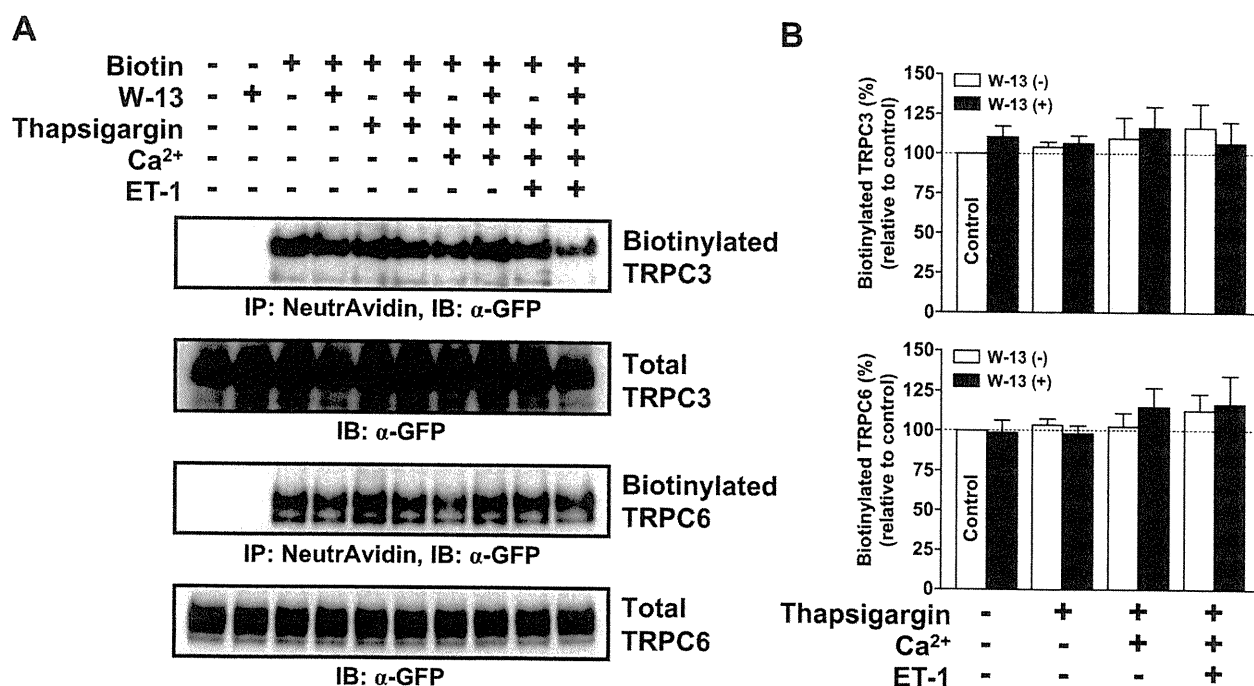 A
Biotin - - + + + + + + + +
W-13 - + - + - + - + - +
Thapsigargin - - - - + + + + + +
Ca²⁺ - - - - - - + + + +
ET-1 - - - - - - - - + +
Biotinylated
TRPC3
IP: NeutrAvidin, IB: α-GFP
Total
TRPC3
IB: α-GFP
Biotinylated
TRPC6
IP: NeutrAvidin, IB: α-GFP
Total
TRPC6
IB: α-GFP
B
Biotinylated TRPC3 (%)
(relative to control)
150
125
100
75
50
25
0
W-13 (-)
W-13 (+)
Control
Biotinylated TRPC6 (%)
(relative to control)
150
125
100
75
50
25
0
W-13 (-)
W-13 (+)
Control
Thapsigargin - + + +
Ca²⁺ - - + +
ET-1 - - - +